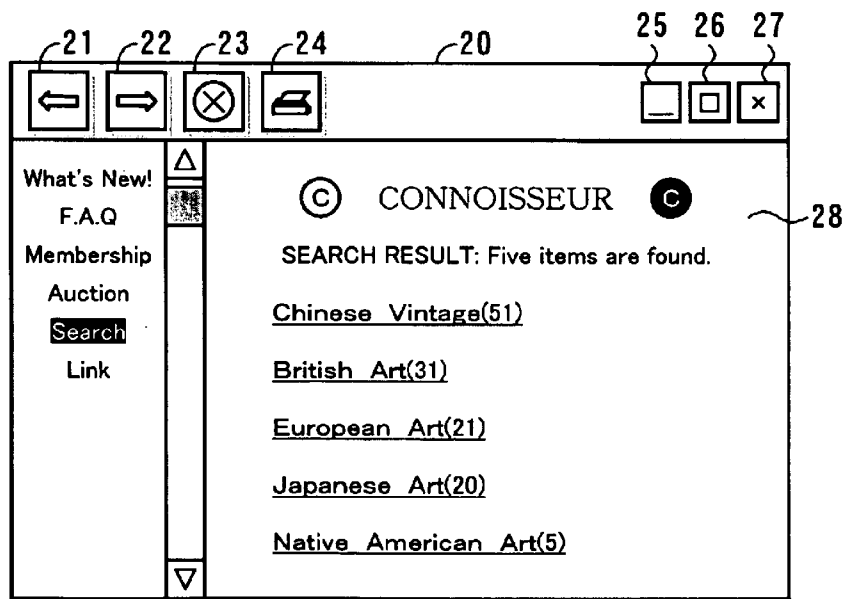 21 22 23 24 20 25 26 27
What's New!
F.A.Q
Membership
Auction
Search
Link
C CONNOISSEUR C
28
SEARCH RESULT: Five items are found.
Chinese Vintage(51)
British Art(31)
European Art(21)
Japanese Art(20)
Native American Art(5)